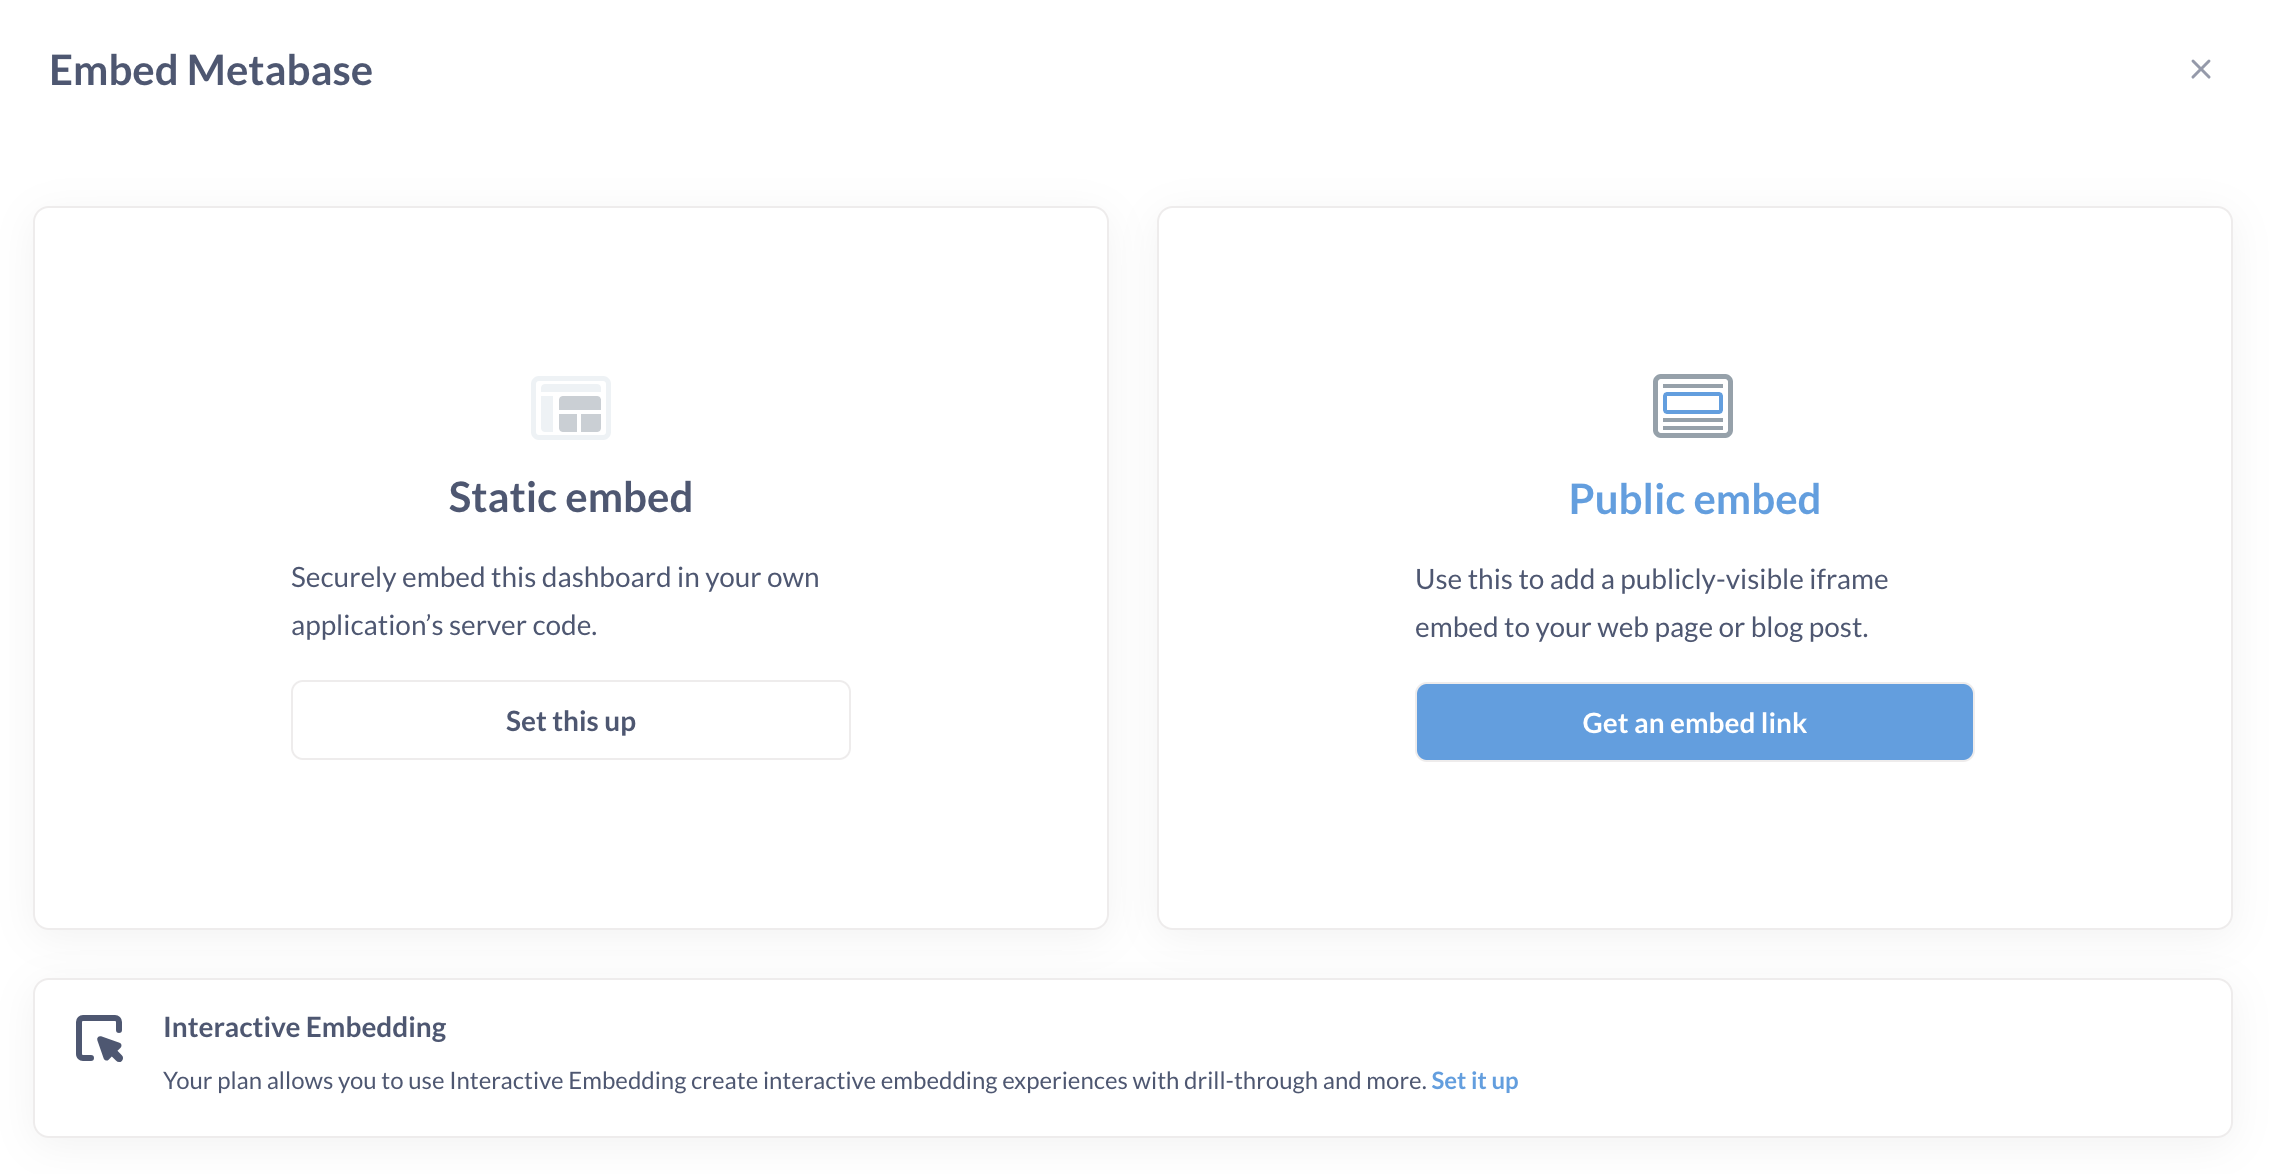 Embed Metabase
Static embed
Securely embed this dashboard in your own
application’s server code.
Set this up
Public embed
Use this to add a publicly-visible iframe
embed to your web page or blog post.
Get an embed link
Interactive Embedding
Your plan allows you to use Interactive Embedding create interactive embedding experiences with drill-through and more. Set it up